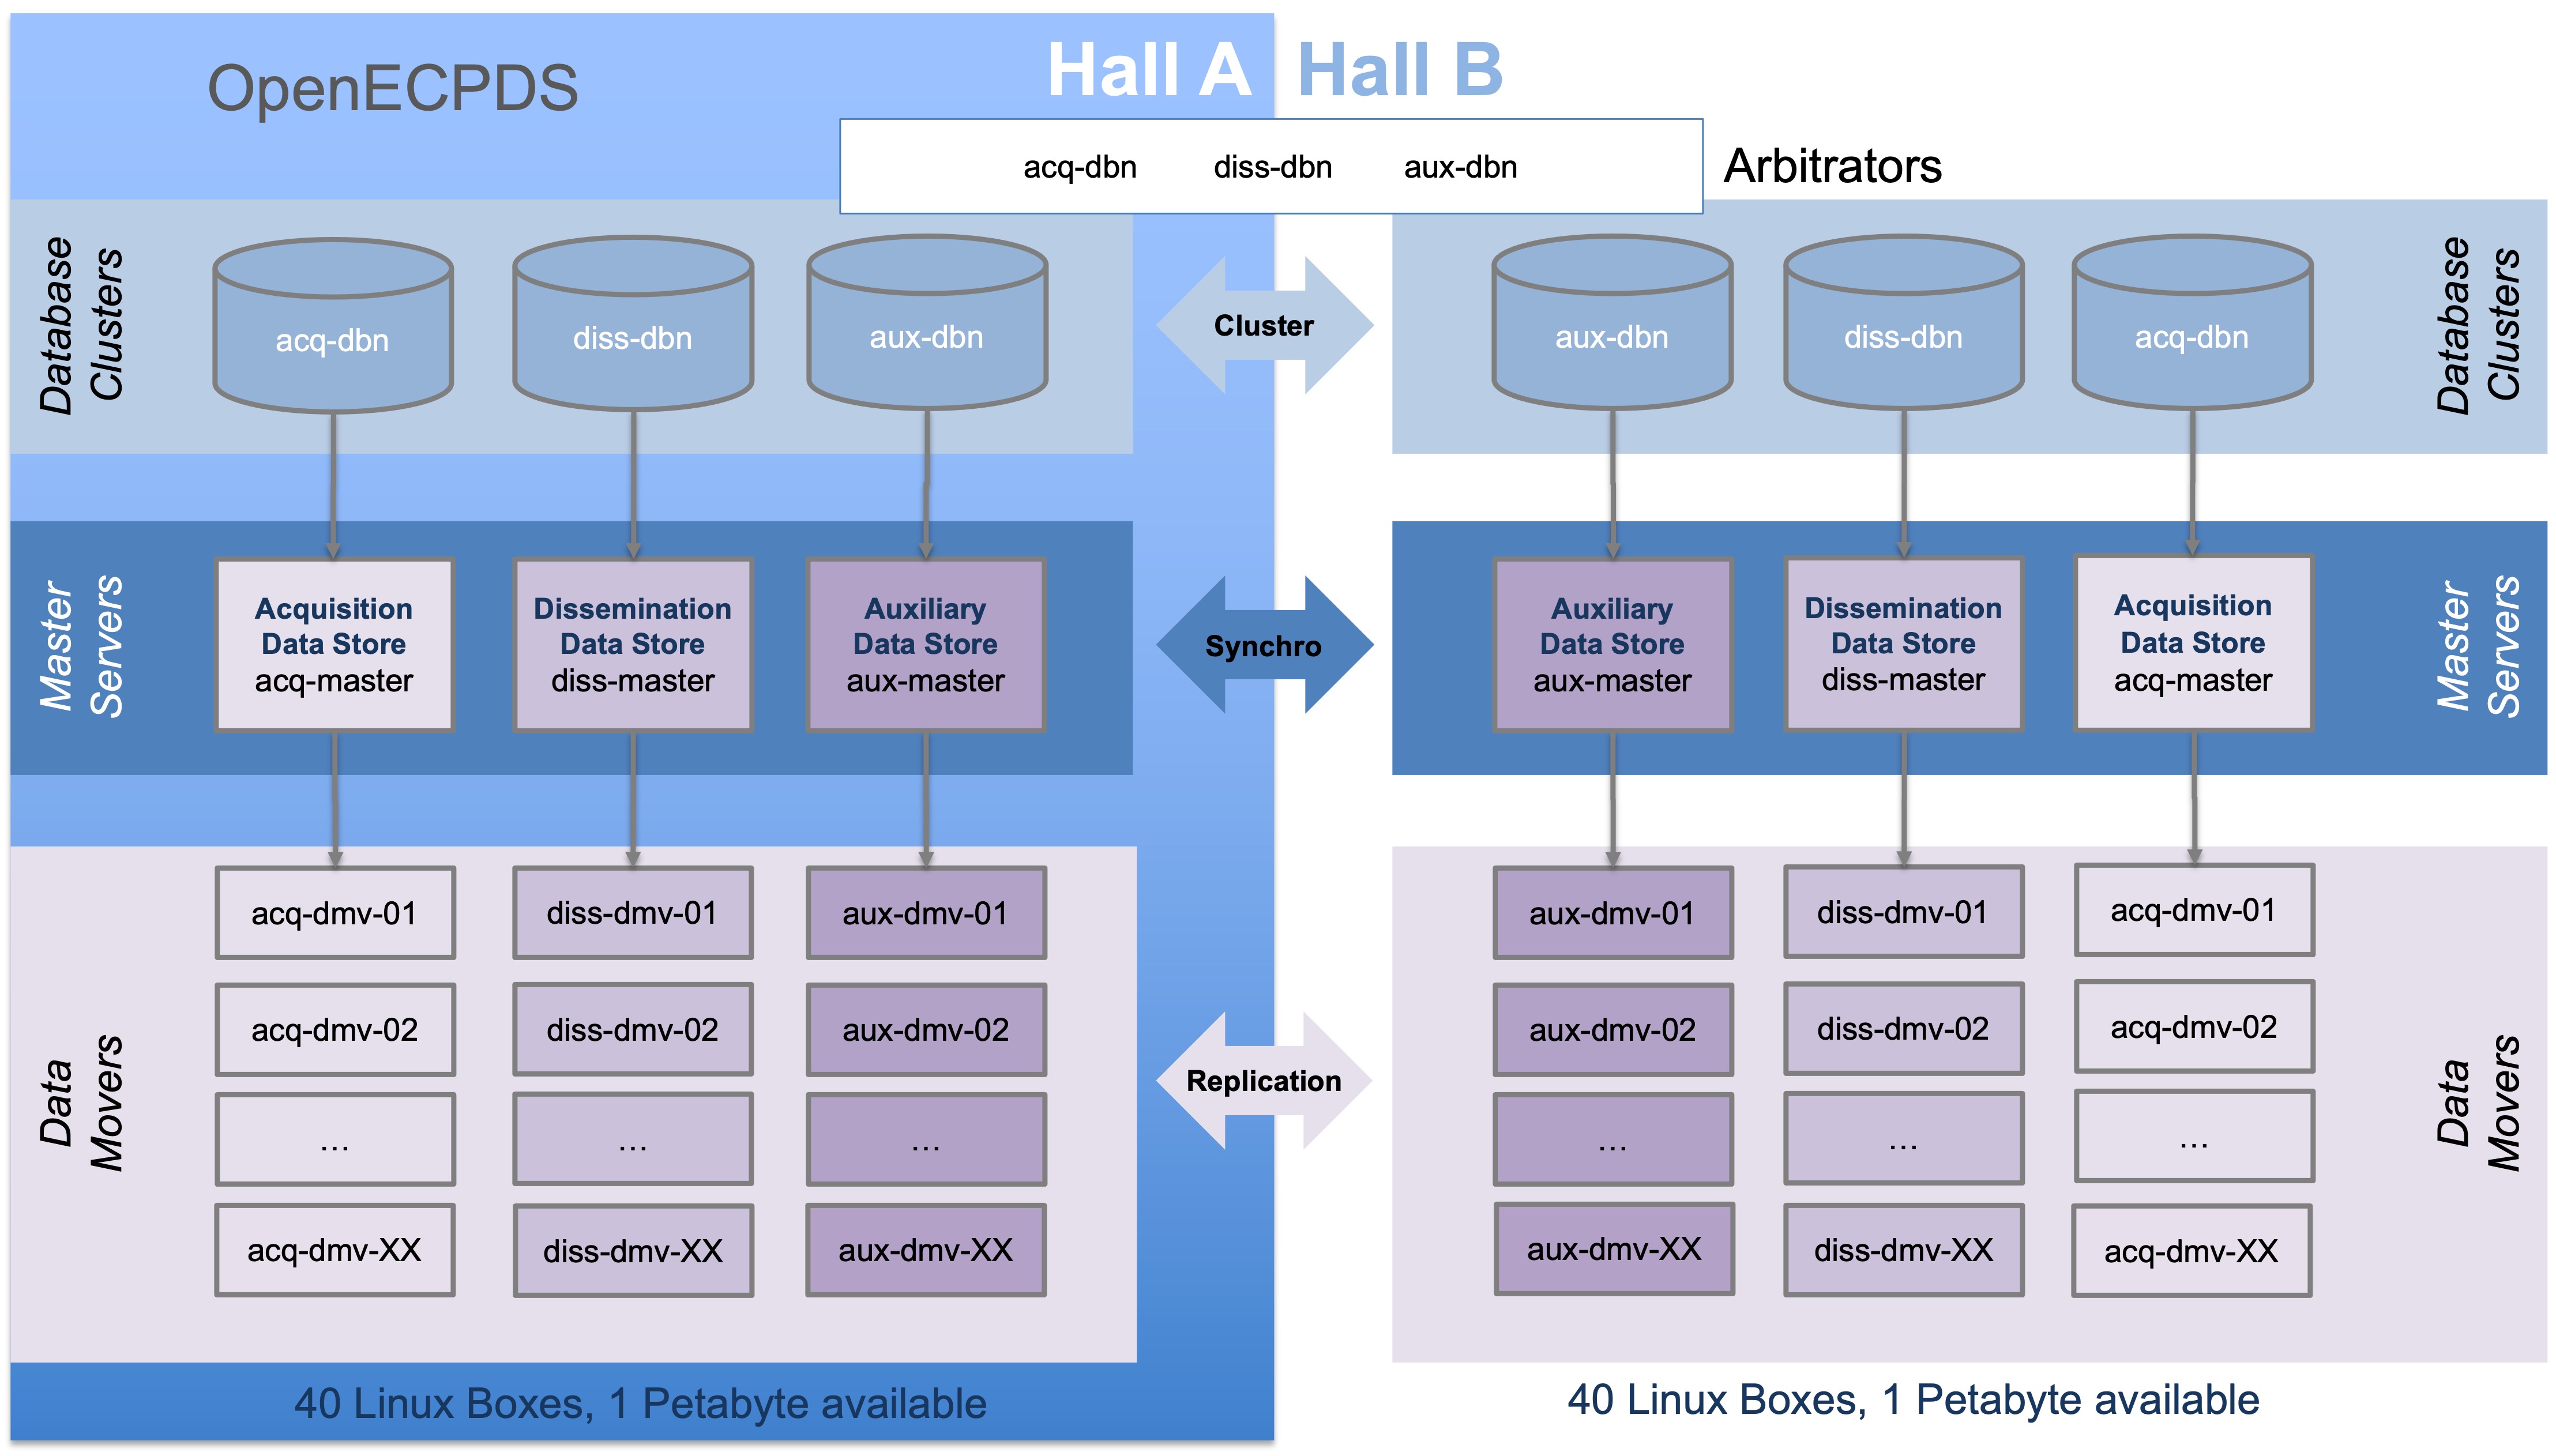 OpenECPDS
Hall A
Hall B
acq-dbn diss-dbn aux-dbn
Arbitrators
Database
Clusters
acq-dbn
diss-dbn
aux-dbn
Cluster
aux-dbn
diss-dbn
acq-dbn
Database
Clusters
Master
Servers
Acquisition
Data Store
acq-master
Dissemination
Data Store
diss-master
Auxiliary
Data Store
aux-master
Synchro
Auxiliary
Data Store
aux-master
Dissemination
Data Store
diss-master
Acquisition
Data Store
acq-master
Master
Servers
Data
Movers
acq-dmv-01
diss-dmv-01
aux-dmv-01
acq-dmv-02
diss-dmv-02
aux-dmv-02
...
...
...
acq-dmv-XX
diss-dmv-XX
aux-dmv-XX
Replication
aux-dmv-01
diss-dmv-01
acq-dmv-01
aux-dmv-02
diss-dmv-02
acq-dmv-02
...
...
...
aux-dmv-XX
diss-dmv-XX
acq-dmv-XX
Data
Movers
40 Linux Boxes, 1 Petabyte available
40 Linux Boxes, 1 Petabyte available